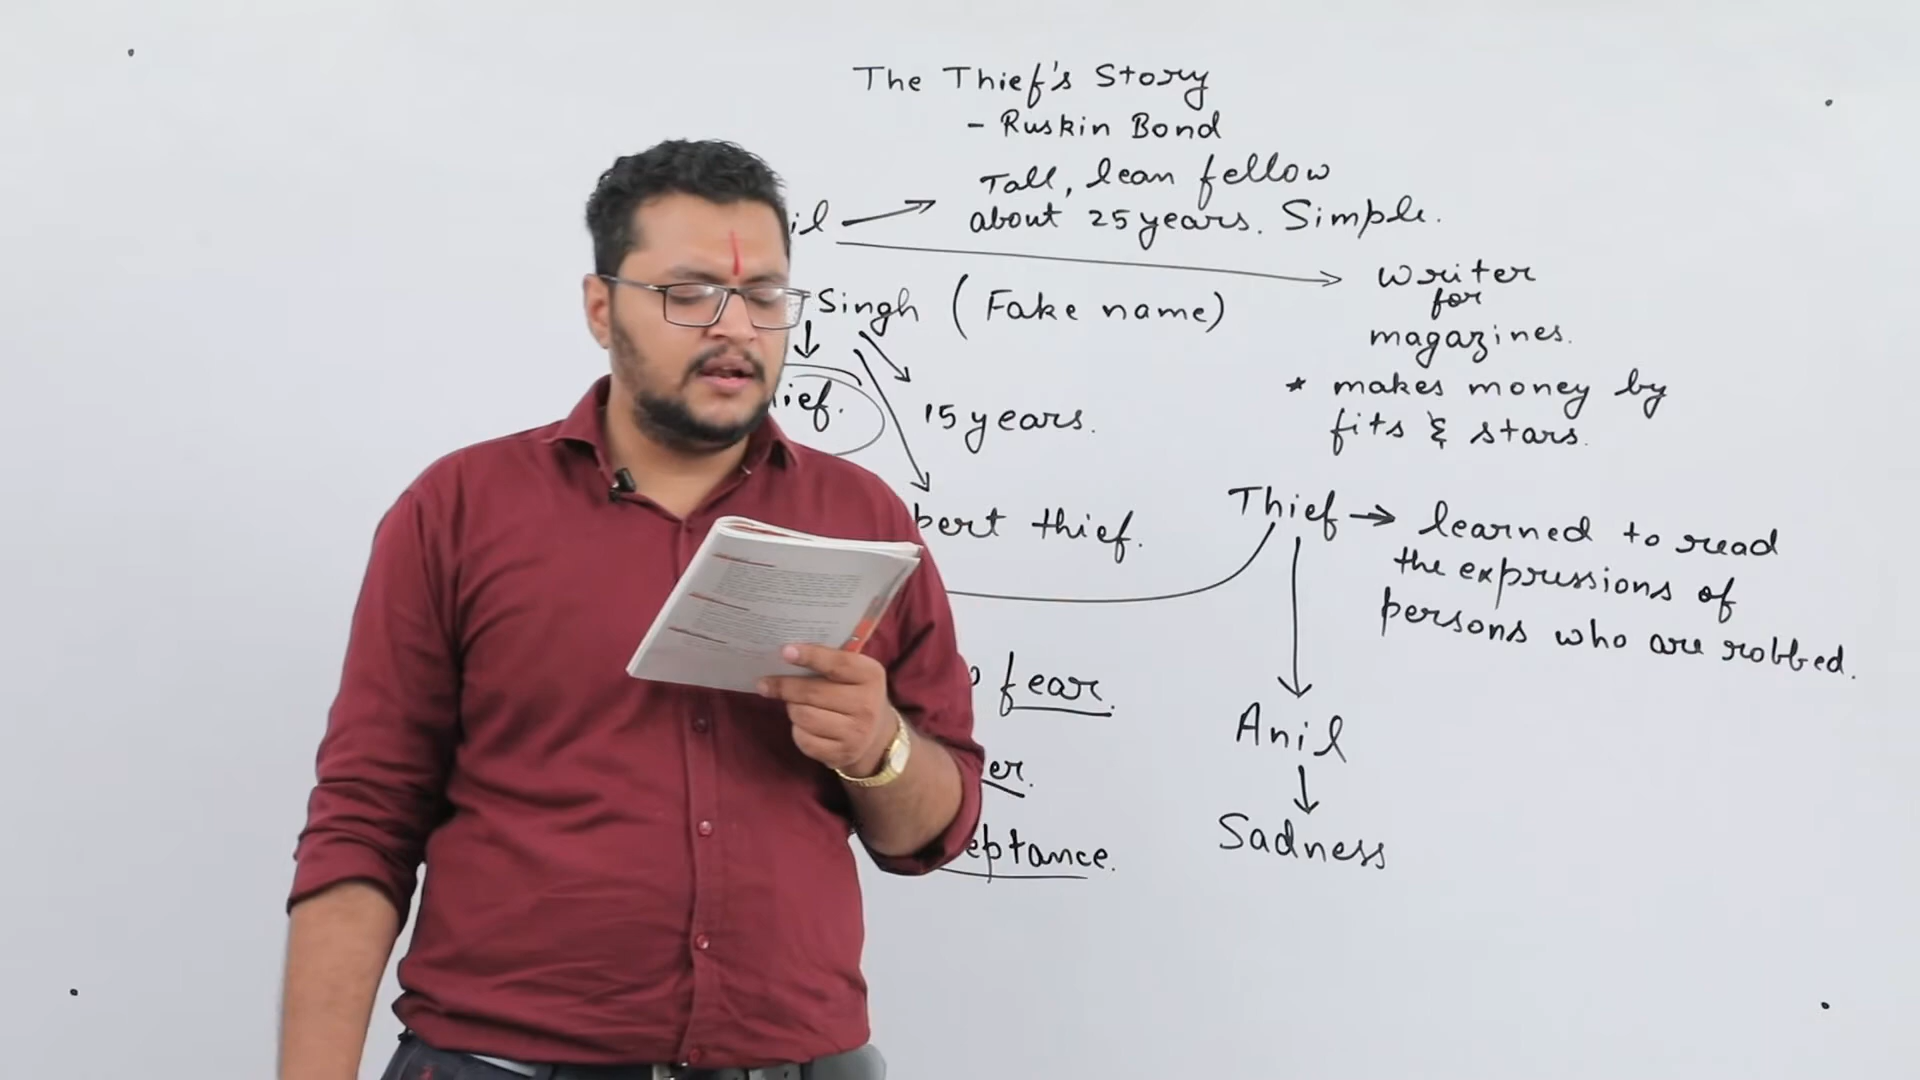 The Thief's Story
- Ruskin Bond
Tall, lean fellow
about 25 years. Simple.
writer
for
magazines.
Singh (Fake name)
* makes money by
fits & stars.
15 years.
thief.
Thief → learned to read
the expressions of
persons who are robbed.
fear.
Anil
Sadness